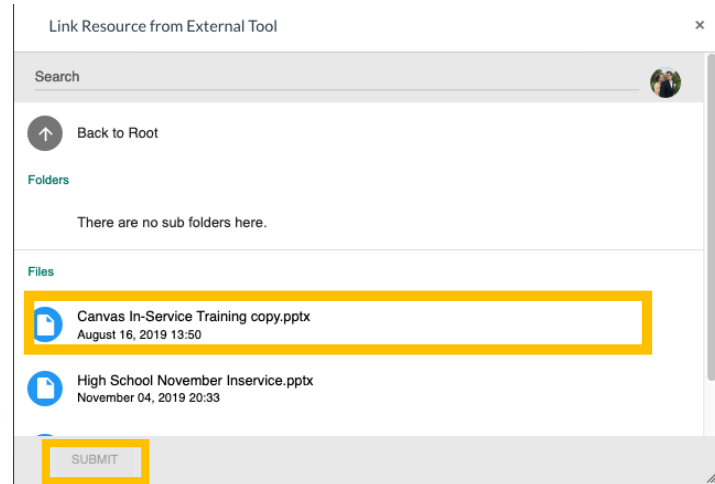 Link Resource from External Tool
×
Search
Back to Root
Folders
There are no sub folders here.
Files
Canvas In-Service Training copy.pptx
August 16, 2019 13:50
High School November Inservice.pptx
November 04, 2019 20:33
SUBMIT